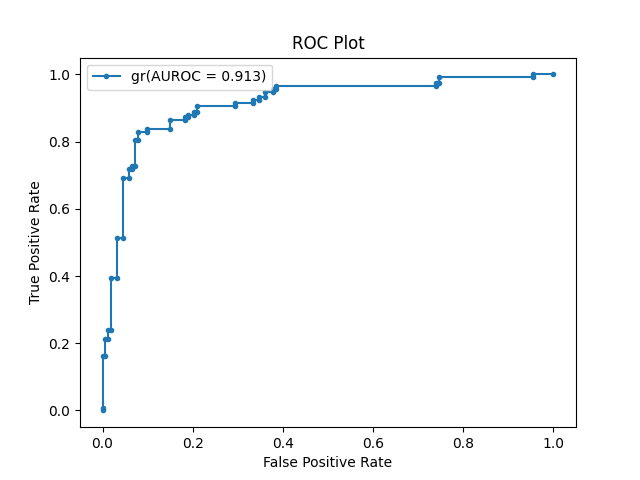 ROC Plot
gr(AUROC = 0.913)
1.0
0.8
0.6
0.4
0.2
0.0
True Positive Rate
0.0 0.2 0.4 0.6 0.8 1.0
False Positive Rate